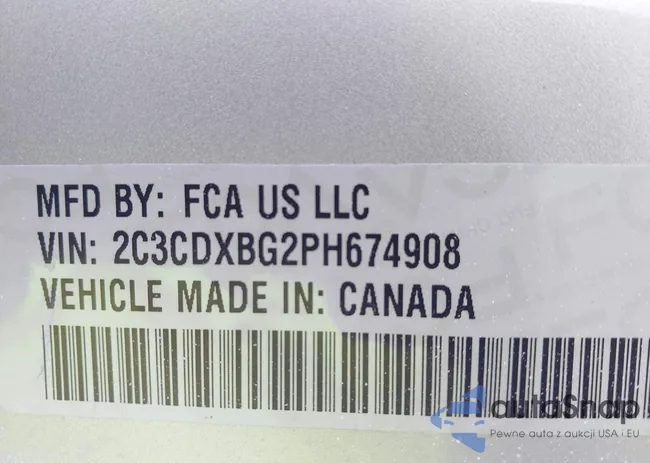 MFD BY: FCA US LLC
VIN: 2C3CDXBG2PH674908
VEHICLE MADE IN: CANADA
autoSnap
Pewne auta z aukcji USA i EU